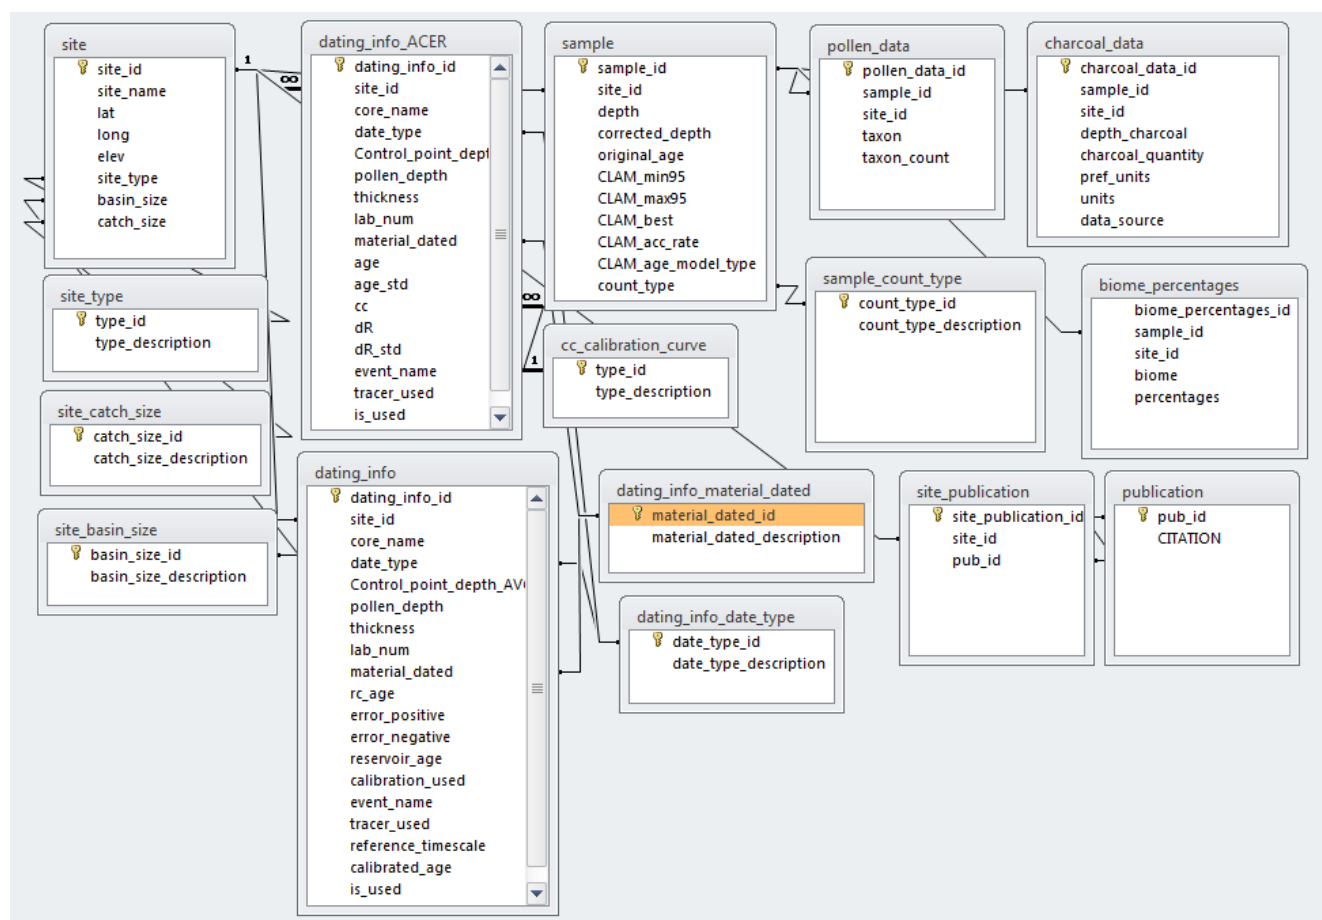 site
site_id
site_name
lat
long
elev
site_type
basin_size
catch_size
1
∞
dating_info_ACER
dating_info_id
site_id
core_name
date_type
Control_point_dept
pollen_depth
thickness
lab_num
material_dated
age
age_std
cc
dR
dR_std
event_name
tracer_used
is_used
∞
1
sample
sample_id
site_id
depth
corrected_depth
original_age
CLAM_min95
CLAM_max95
CLAM_best
CLAM_acc_rate
CLAM_age_model_type
count_type
pollen_data
pollen_data_id
sample_id
site_id
taxon
taxon_count
charcoal_data
charcoal_data_id
sample_id
site_id
depth_charcoal
charcoal_quantity
pref_units
units
data_source
site_type
type_id
type_description
cc_calibration_curve
type_id
type_description
sample_count_type
count_type_id
count_type_description
biome_percentages
biome_percentages_id
sample_id
site_id
biome
percentages
site_catch_size
catch_size_id
catch_size_description
site_basin_size
basin_size_id
basin_size_description
dating_info
dating_info_id
site_id
core_name
date_type
Control_point_depth_AV
pollen_depth
thickness
lab_num
material_dated
rc_age
error_positive
error_negative
reservoir_age
calibration_used
event_name
tracer_used
reference_timescale
calibrated_age
is_used
dating_info_material_dated
material_dated_id
material_dated_description
dating_info_date_type
date_type_id
date_type_description
site_publication
site_publication_id
site_id
pub_id
publication
pub_id
CITATION